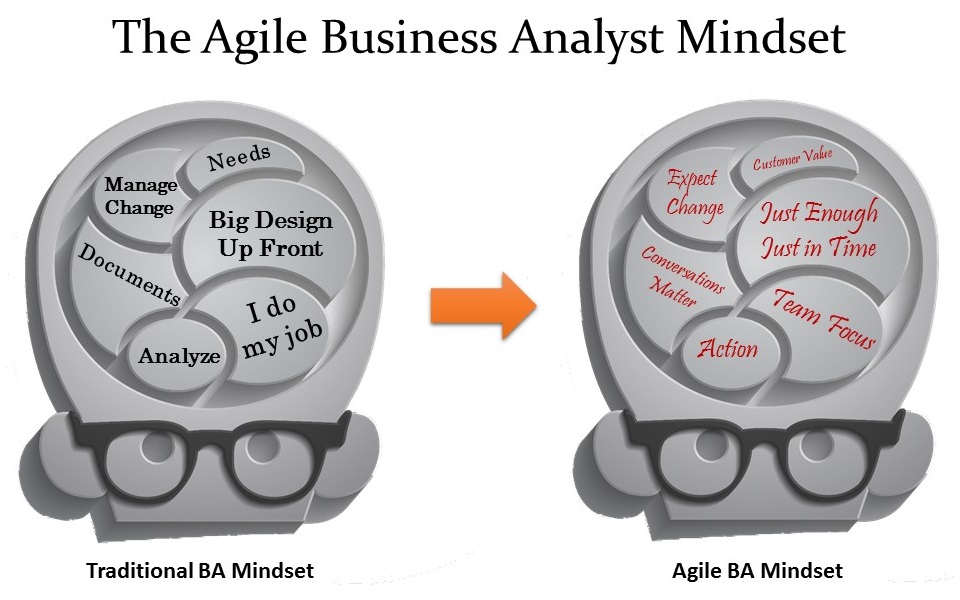 The Agile Business Analyst Mindset
Needs
Manage
Change
Big Design
Up Front
Documents
I do
my job
Analyze
Traditional BA Mindset
Customer Value
Expect
Change
Just Enough
Just in Time
Conversations
Matter
Team Focus
Action
Agile BA Mindset